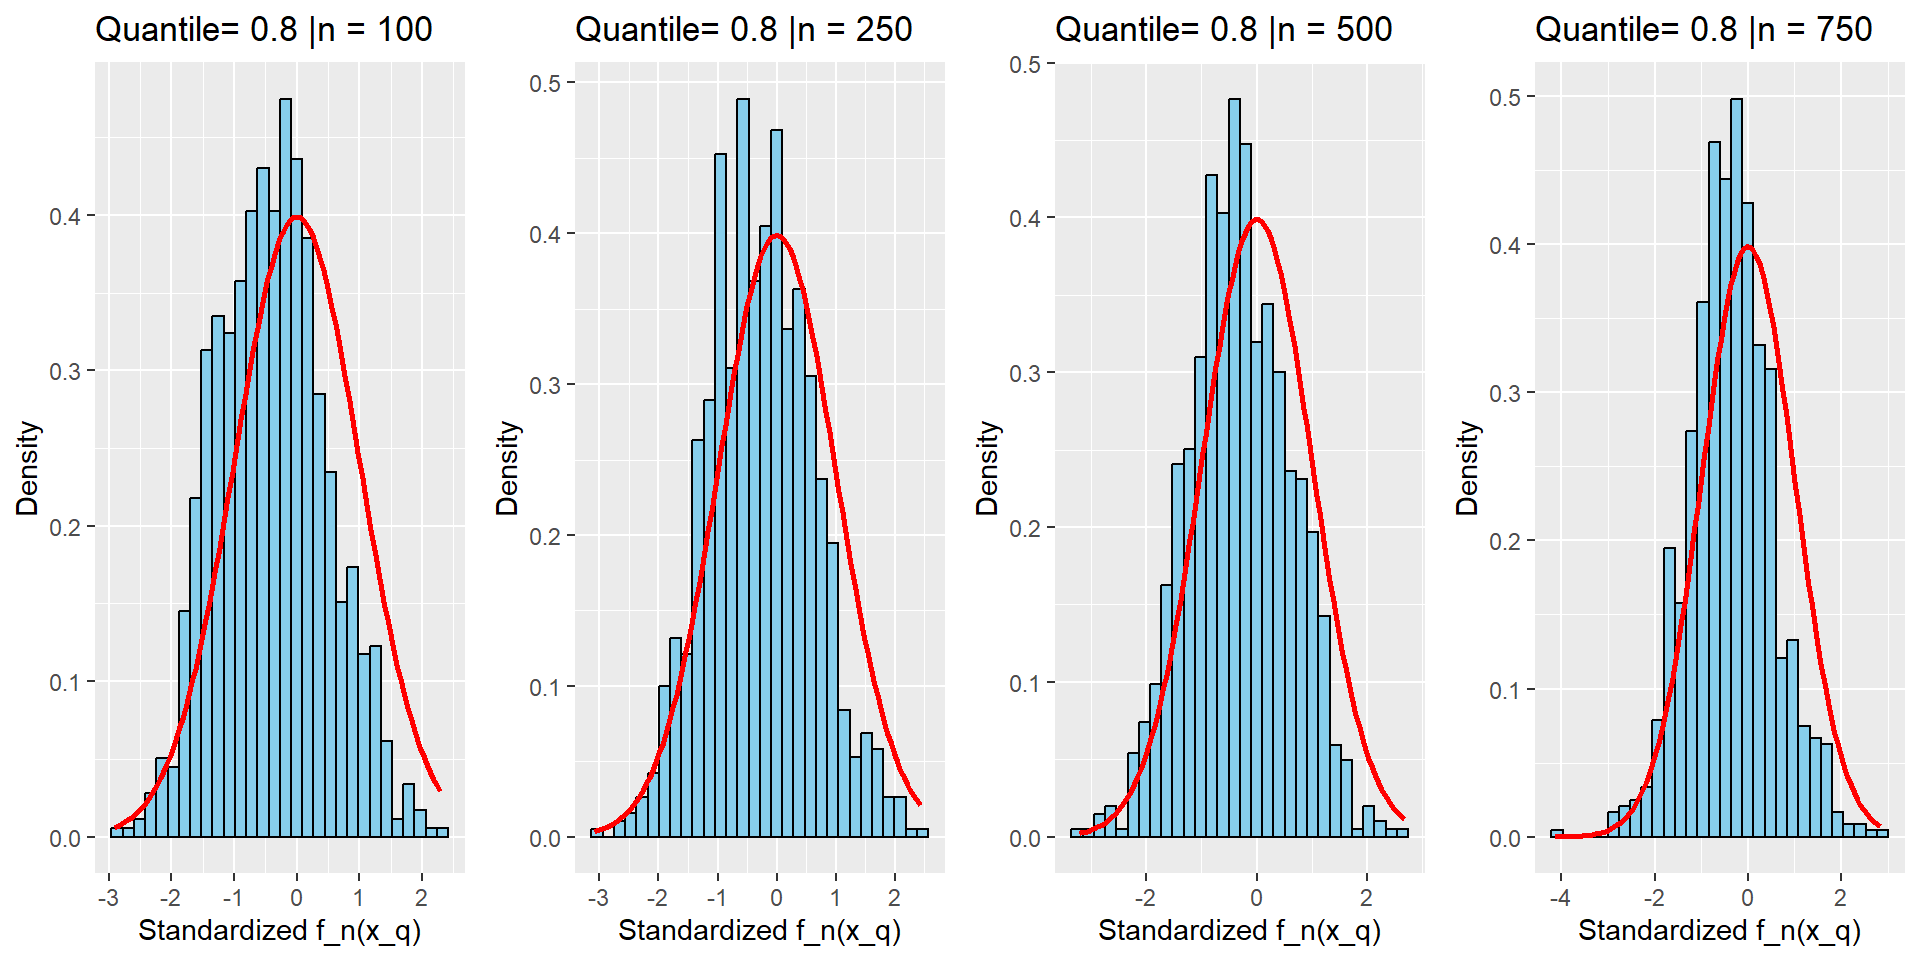 Quantile= 0.8 |n = 100
Quantile= 0.8 |n = 250
Quantile= 0.8 |n = 500
Quantile= 0.8 |n = 750
Density
0.4
0.3
0.2
0.1
0.0
-3 -2 -1 0 1 2
Standardized f_n(x_q)
Density
0.5
0.4
0.3
0.2
0.1
0.0
-3 -2 -1 0 1 2
Standardized f_n(x_q)
Density
0.5
0.4
0.3
0.2
0.1
0.0
-2 0 2
Standardized f_n(x_q)
Density
0.5
0.4
0.3
0.2
0.1
0.0
-4 -2 0 2
Standardized f_n(x_q)